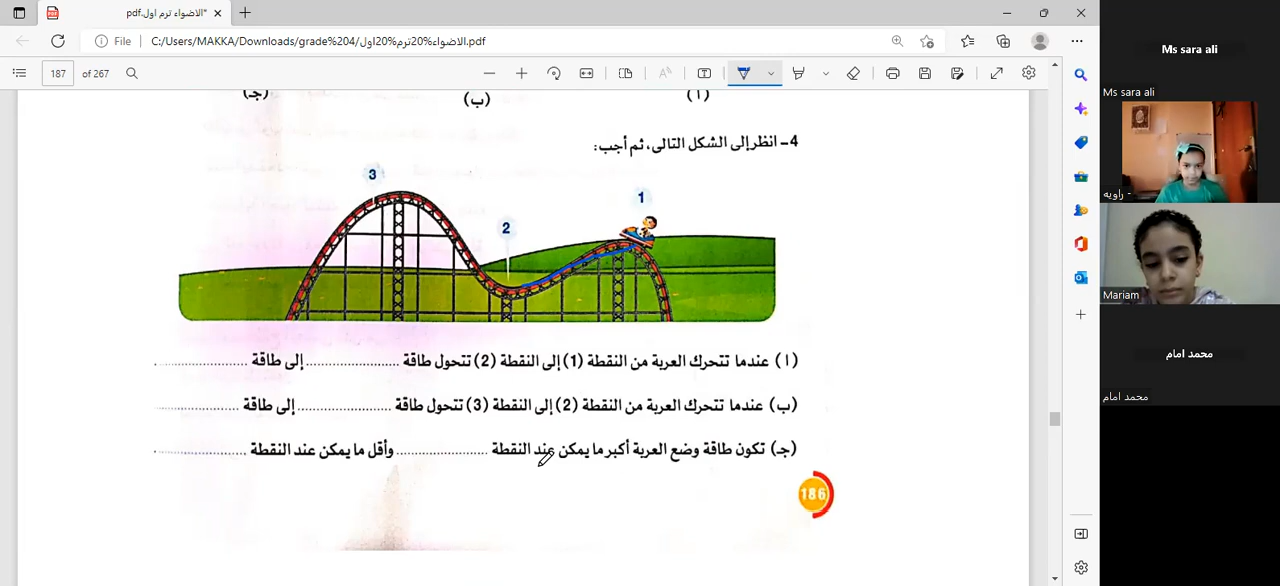 الاضواء ترم اول.pdf*
File
C:/Users/MAKKA/Downloads/grade%204/الاضواء%20ترم%20اول.pdf
187 of 267
(أ) (ب) (جـ)
4- انظر إلى الشكل التالى، ثم أجب:
3
1
2
(أ) عندما تتحرك العربة من النقطة (1) إلى النقطة (2) تتحول طاقة ........................ إلى طاقة ........................ .
(ب) عندما تتحرك العربة من النقطة (2) إلى النقطة (3) تتحول طاقة ........................ إلى طاقة ........................ .
(جـ) تكون طاقة وضع العربة أكبر ما يمكن عند النقطة ........................ وأقل ما يمكن عند النقطة ........................ .
186
Ms sara ali
Ms sara ali
راويه -
Mariam
محمد امام
محمد امام